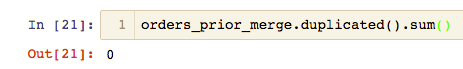 In [21]: 1 orders_prior_merge.duplicated().sum()
Out[21]: 0